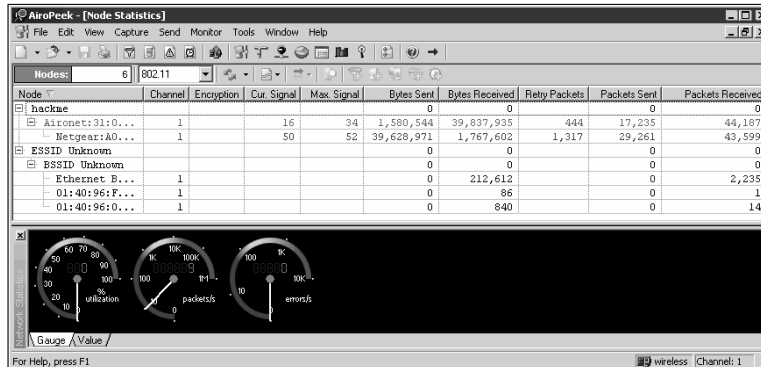 AiroPeek - [Node Statistics]
File Edit View Capture Send Monitor Tools Window Help
Nodes: 6 802.11
Node Channel Encryption Cur. Signal Max. Signal Bytes Sent Bytes Received Retry Packets Packets Sent Packets Received
hackme 0 0 0 0
Aironet:31:0... 1 16 34 1,580,544 39,837,935 444 17,235 44,187
Netgear:A0... 1 50 52 39,628,971 1,767,602 1,317 29,261 43,599
ESSID Unknown 0 0 0 0
BSSID Unknown 0 0 0 0
Ethernet B... 1 0 212,612 0 2,235
01:40:96:F... 1 0 86 0 1
01:40:96:0... 1 0 840 0 14
Network Statistics
0 10 20 30 40 50 60 70 80 90 100 % utilization
0 10 100 1K 10K 100K 1M packets/s
0 10 100 1K 10K errors/s
Gauge Value
For Help, press F1 wireless Channel: 1